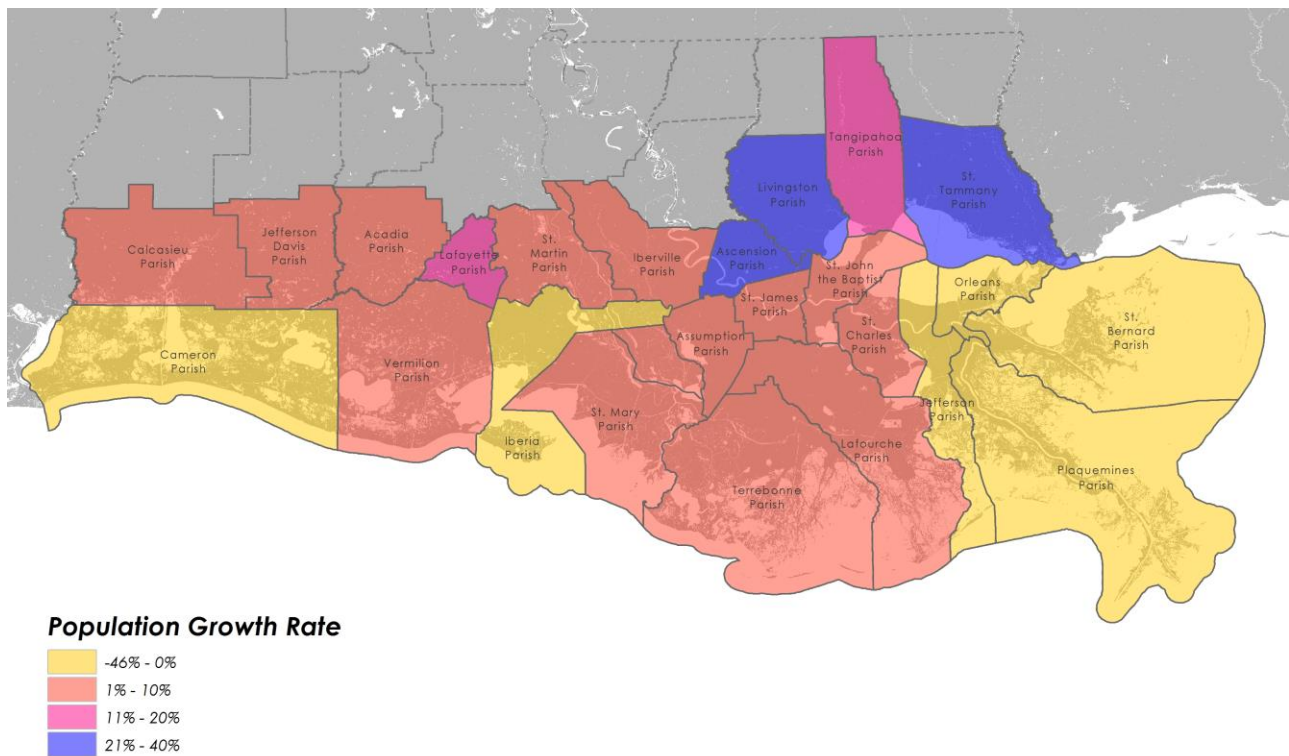 Tangipahoa
Parish
St.
Tammany
Parish
Livingston
Parish
Calcasieu
Parish
Jefferson
Davis
Parish
Acadia
Parish
Lafayette
Parish
St.
Martin
Parish
Iberville
Parish
Ascension
Parish
St. John
the Baptist
Parish
Orleans
Parish
St.
Bernard
Parish
St. James
Parish
St.
Charles
Parish
Assumption
Parish
Cameron
Parish
Vermilion
Parish
St. Mary
Parish
Iberia
Parish
Jefferson
Parish
Lafourche
Parish
Terrebonne
Parish
Plaquemines
Parish
Population Growth Rate
-46% - 0%
1% - 10%
11% - 20%
21% - 40%